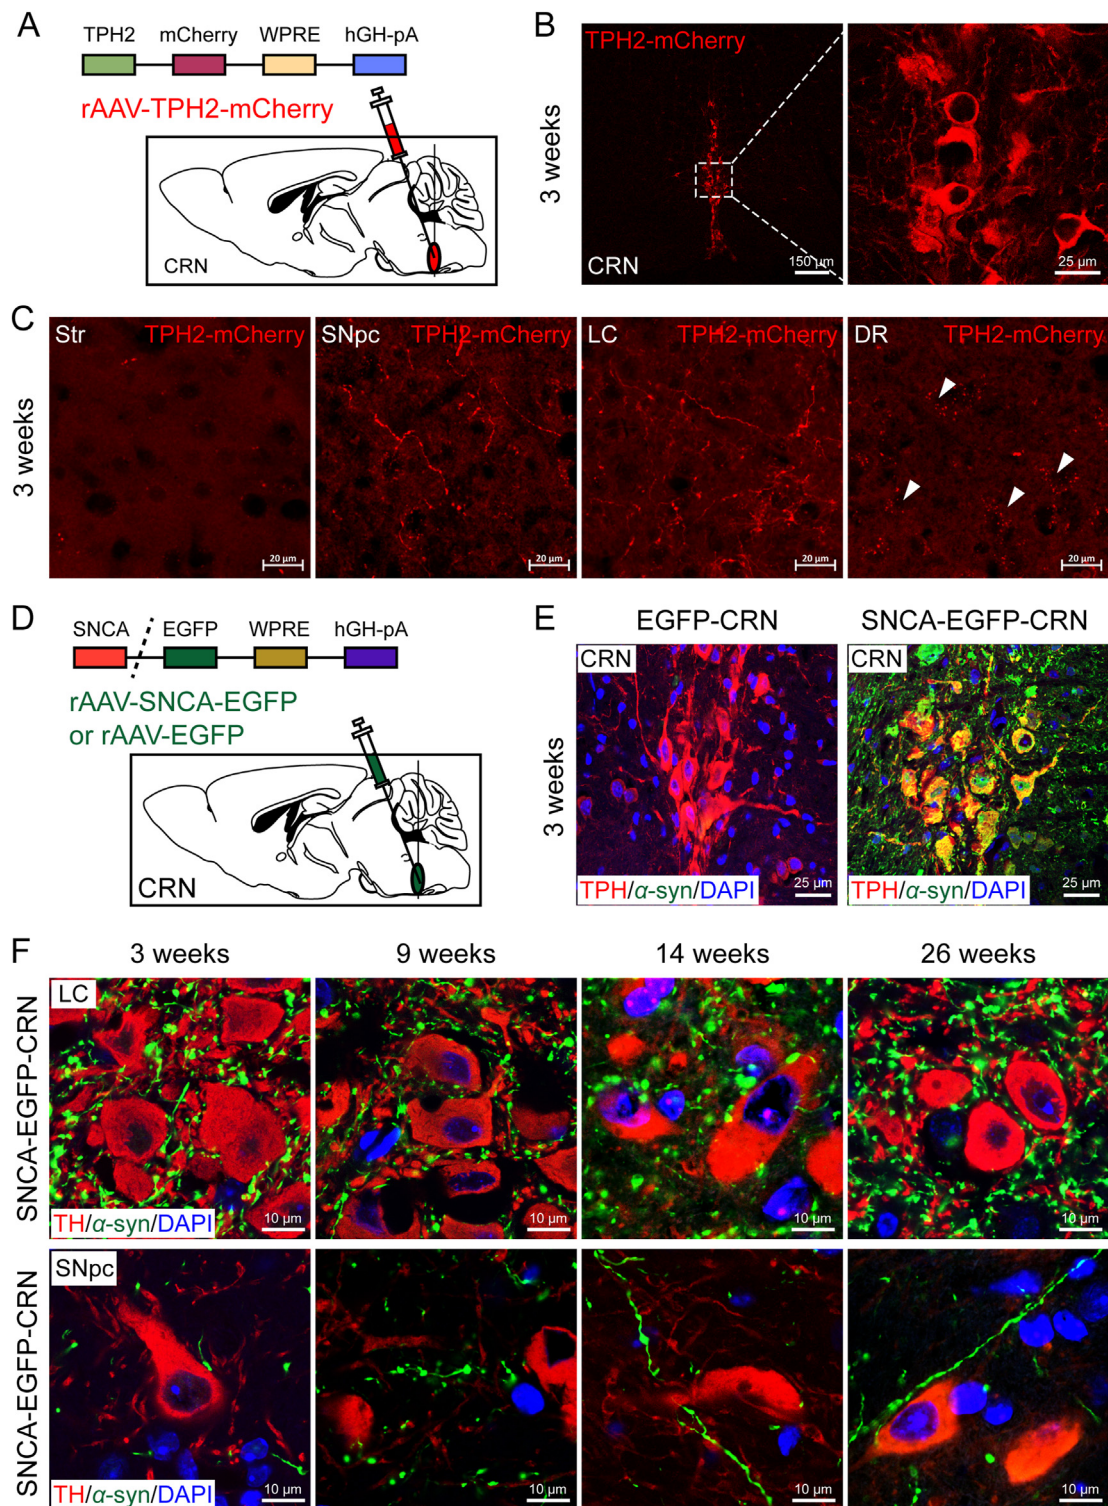 A
TPH2 mCherry WPRE hGH-pA
rAAV-TPH2-mCherry
CRN
B
TPH2-mCherry
3 weeks
CRN
150 µm
25 µm
C
3 weeks
Str TPH2-mCherry
20 µm
SNpc TPH2-mCherry
20 µm
LC TPH2-mCherry
20 µm
DR TPH2-mCherry
20 µm
D
SNCA EGFP WPRE hGH-pA
rAAV-SNCA-EGFP
or rAAV-EGFP
CRN
E
EGFP-CRN SNCA-EGFP-CRN
3 weeks
CRN
TPH/α-syn/DAPI
25 µm
CRN
TPH/α-syn/DAPI
25 µm
F
3 weeks 9 weeks 14 weeks 26 weeks
SNCA-EGFP-CRN
LC
TH/α-syn/DAPI
10 µm
10 µm
10 µm
10 µm
SNCA-EGFP-CRN
SNpc
TH/α-syn/DAPI
10 µm
10 µm
10 µm
10 µm